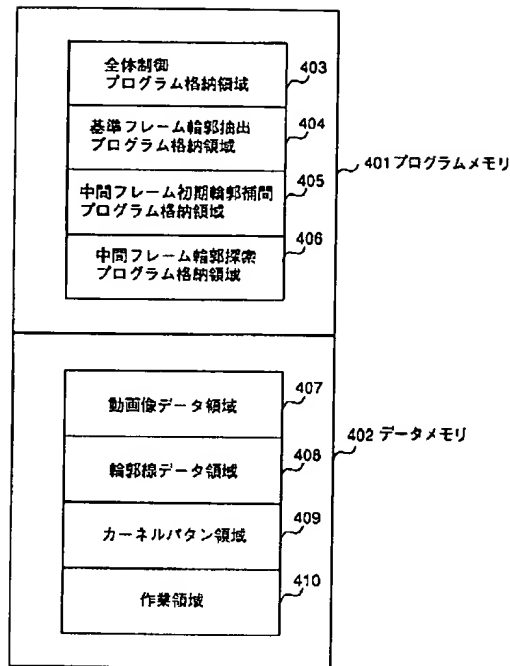 全体制御
プログラム格納領域
403
基準フレーム輪郭抽出
プログラム格納領域
404
401 プログラムメモリ
中間フレーム初期輪郭補間
プログラム格納領域
405
中間フレーム輪郭探索
プログラム格納領域
406
動画像データ領域
407
402 データメモリ
輪郭線データ領域
408
カーネルパタン領域
409
作業領域
410